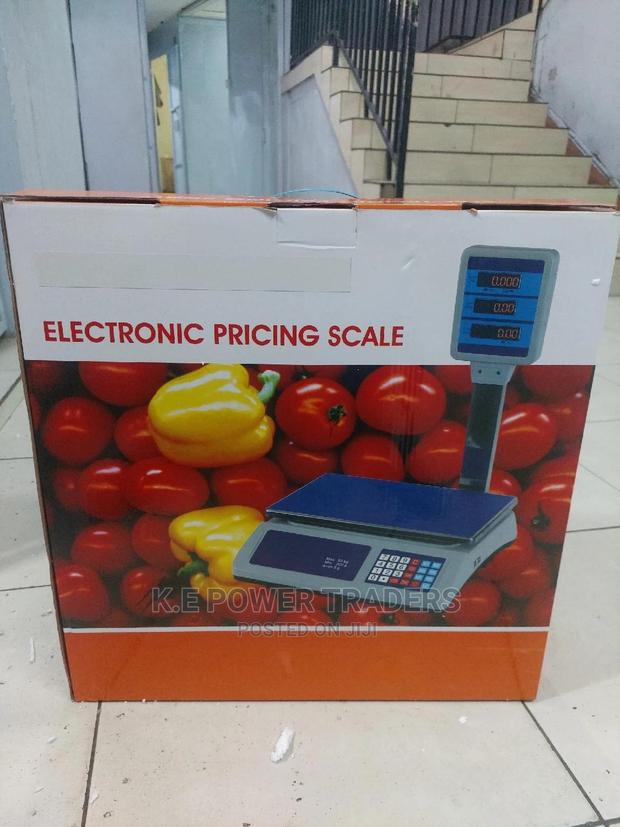 0.000
0.00
0.00
ELECTRONIC PRICING SCALE
K.E POWER TRADERS
POSTED ON JIJI